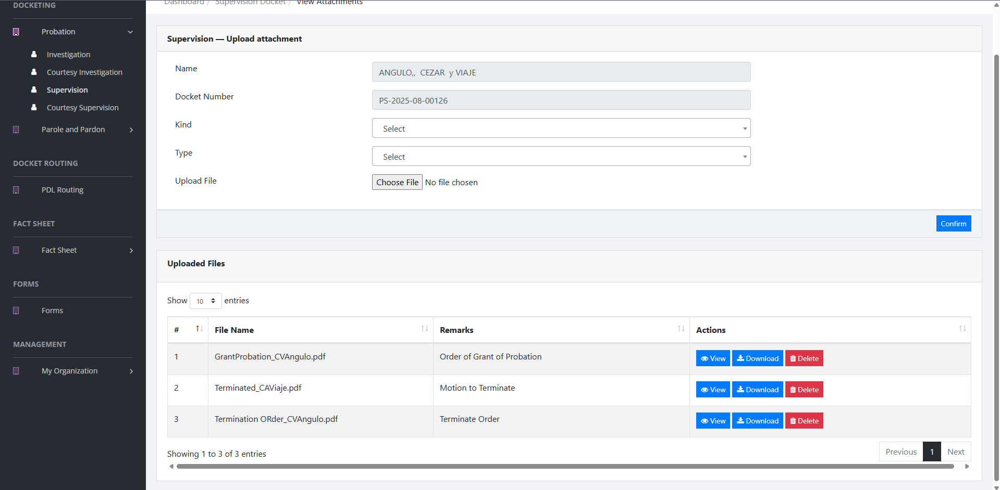 DOCKETING
Probation
Investigation
Courtesy Investigation
Supervision
Courtesy Supervision
Parole and Pardon
DOCKET ROUTING
PDL Routing
FACT SHEET
Fact Sheet
FORMS
Forms
MANAGEMENT
My Organization
Dashboard / Supervision Docket / View Attachments
Supervision — Upload attachment
Name ANGULO,, CEZAR y VIAJE
Docket Number PS-2025-08-00126
Kind Select
Type Select
Upload File Choose File No file chosen
Confirm
Uploaded Files
Show 10 entries
# File Name Remarks Actions
1 GrantProbation_CVAngulo.pdf Order of Grant of Probation View Download Delete
2 Terminated_CAViaje.pdf Motion to Terminate View Download Delete
3 Termination ORder_CVAngulo.pdf Terminate Order View Download Delete
Showing 1 to 3 of 3 entries
Previous 1 Next